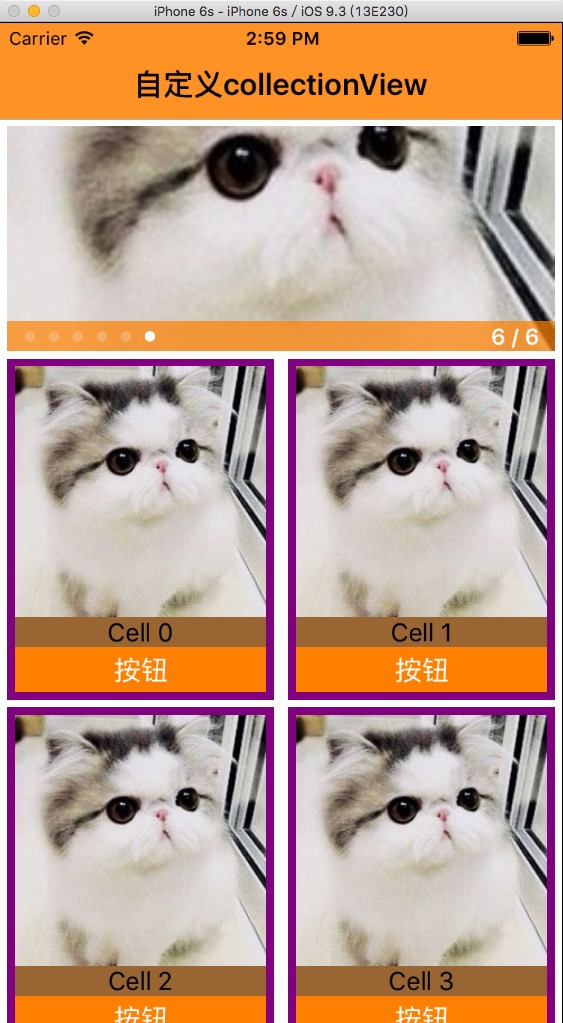 iPhone 6s - iPhone 6s / iOS 9.3 (13E230)
Carrier 2:59 PM
自定义collectionView
6 / 6
Cell 0 Cell 1
按钮 按钮
Cell 2 Cell 3
按钮 按钮